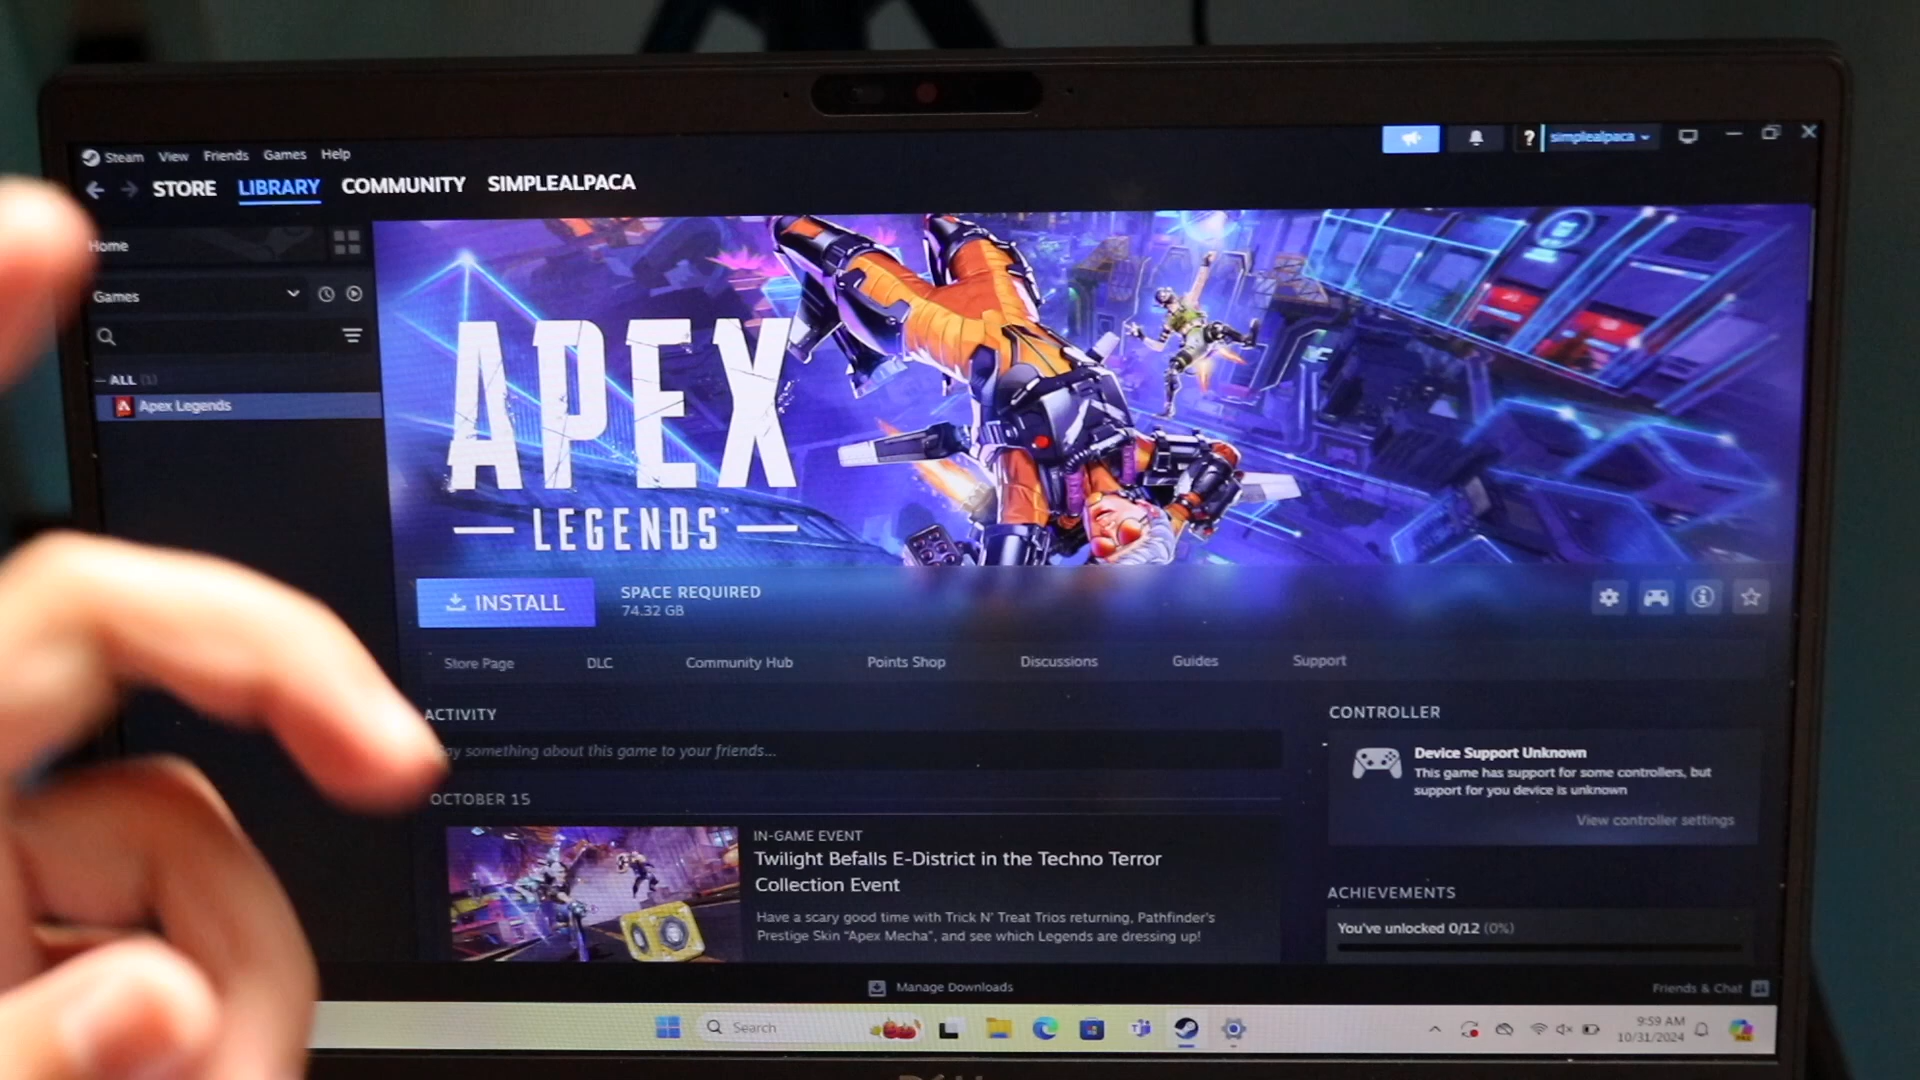 Steam View Friends Games Help
simplealpaca
STORE LIBRARY COMMUNITY SIMPLEALPACA
Home
Games
ALL (1)
Apex Legends
APEX
LEGENDS™
INSTALL
SPACE REQUIRED
74.32 GB
Store Page DLC Community Hub Points Shop Discussions Guides Support
ACTIVITY
say something about this game to your friends...
OCTOBER 15
IN-GAME EVENT
Twilight Befalls E-District in the Techno Terror
Collection Event
Have a scary good time with Trick N' Treat Trios returning, Pathfinder's
Prestige Skin "Apex Mecha", and see which Legends are dressing up!
CONTROLLER
Device Support Unknown
This game has support for some controllers, but
support for you device is unknown
View controller settings
ACHIEVEMENTS
You've unlocked 0/12 (0%)
Manage Downloads
Friends & Chat
Search
9:59 AM
10/31/2024